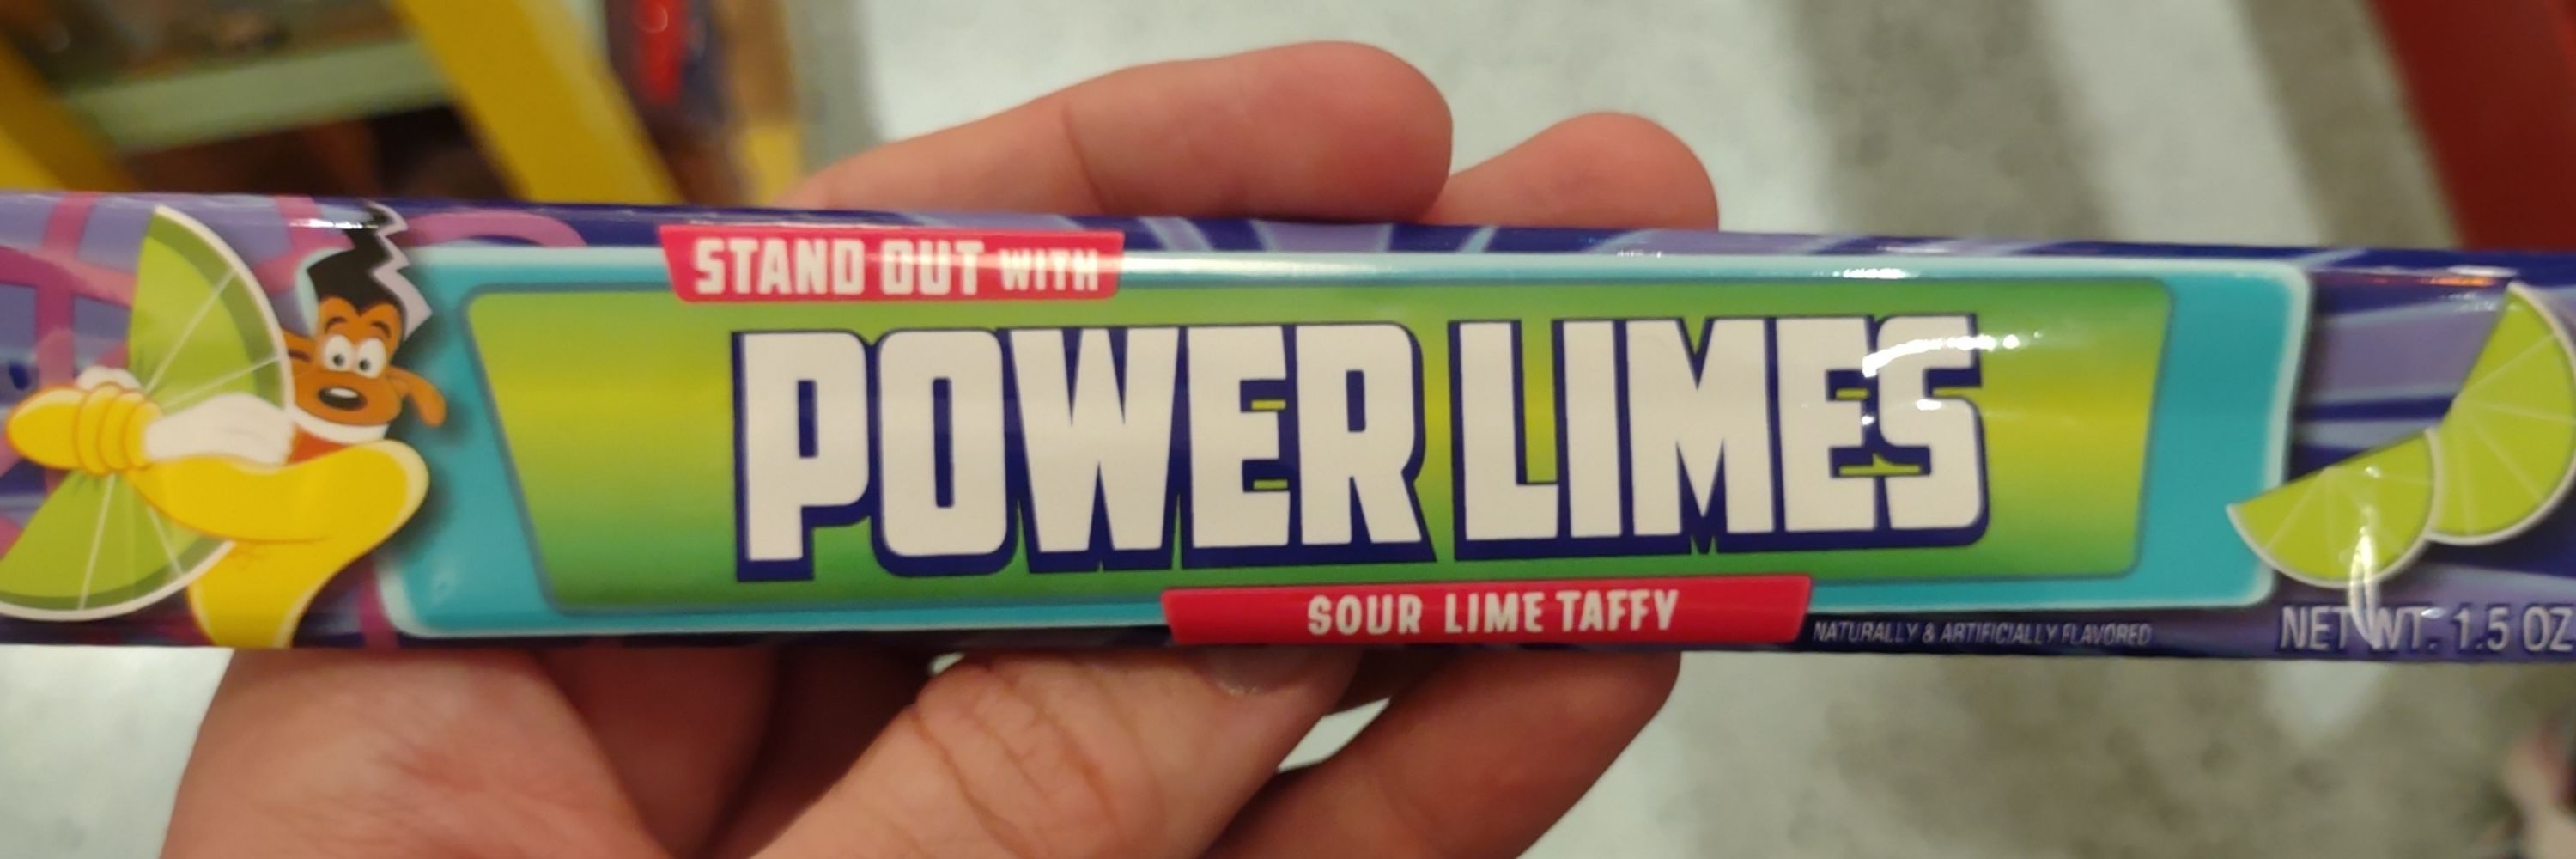 STAND OUT WITH
POWER LIMES
SOUR LIME TAFFY
NATURALLY & ARTIFICIALLY FLAVORED
NET WT. 1.5 OZ